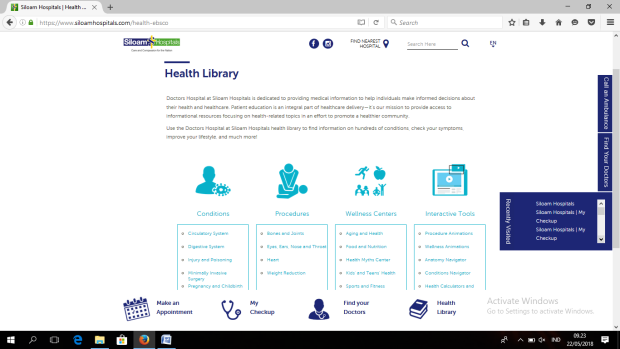 Siloam Hospitals | Health ...
https://www.siloamhospitals.com/health-ebsco
Search
Siloam Hospitals
FIND NEAREST
HOSPITAL
Search Here
EN
Health Library
Doctors Hospital at Siloam Hospitals is dedicated to providing medical information to help individuals make informed decisions about
their health and healthcare. Patient education is an integral part of healthcare delivery—it's our mission to provide access to
informational resources focusing on health-related topics in an effort to promote a healthier community.
Use the Doctors Hospital at Siloam Hospitals health library to find information on hundreds of conditions, check your symptoms,
improve your lifestyle, and much more!
Call an Ambulance
Find Your Doctors
Conditions
Circulatory System
Digestive System
Injury and Poisoning
Minimally Invasive
Surgery
Pregnancy and Childbirth
Procedures
Bones and Joints
Eyes, Ears, Nose and Throat
Heart
Weight Reduction
Wellness Centers
Aging and Health
Food and Nutrition
Health Myths Center
Kids and Teens' Health
Sports and Fitness
Interactive Tools
Procedure Animations
Wellness Animations
Anatomy Navigator
Conditions Navigator
Health Calculators and
Recently Visited
Siloam Hospitals
Siloam Hospitals | My
Checkup
Siloam Hospitals | My
Checkup
Make an
Appointment
My
Checkup
Find your
Doctors
Health
Library
Activate Windows
Go to Settings to activate Windows.
IND
09.23
22/05/2018